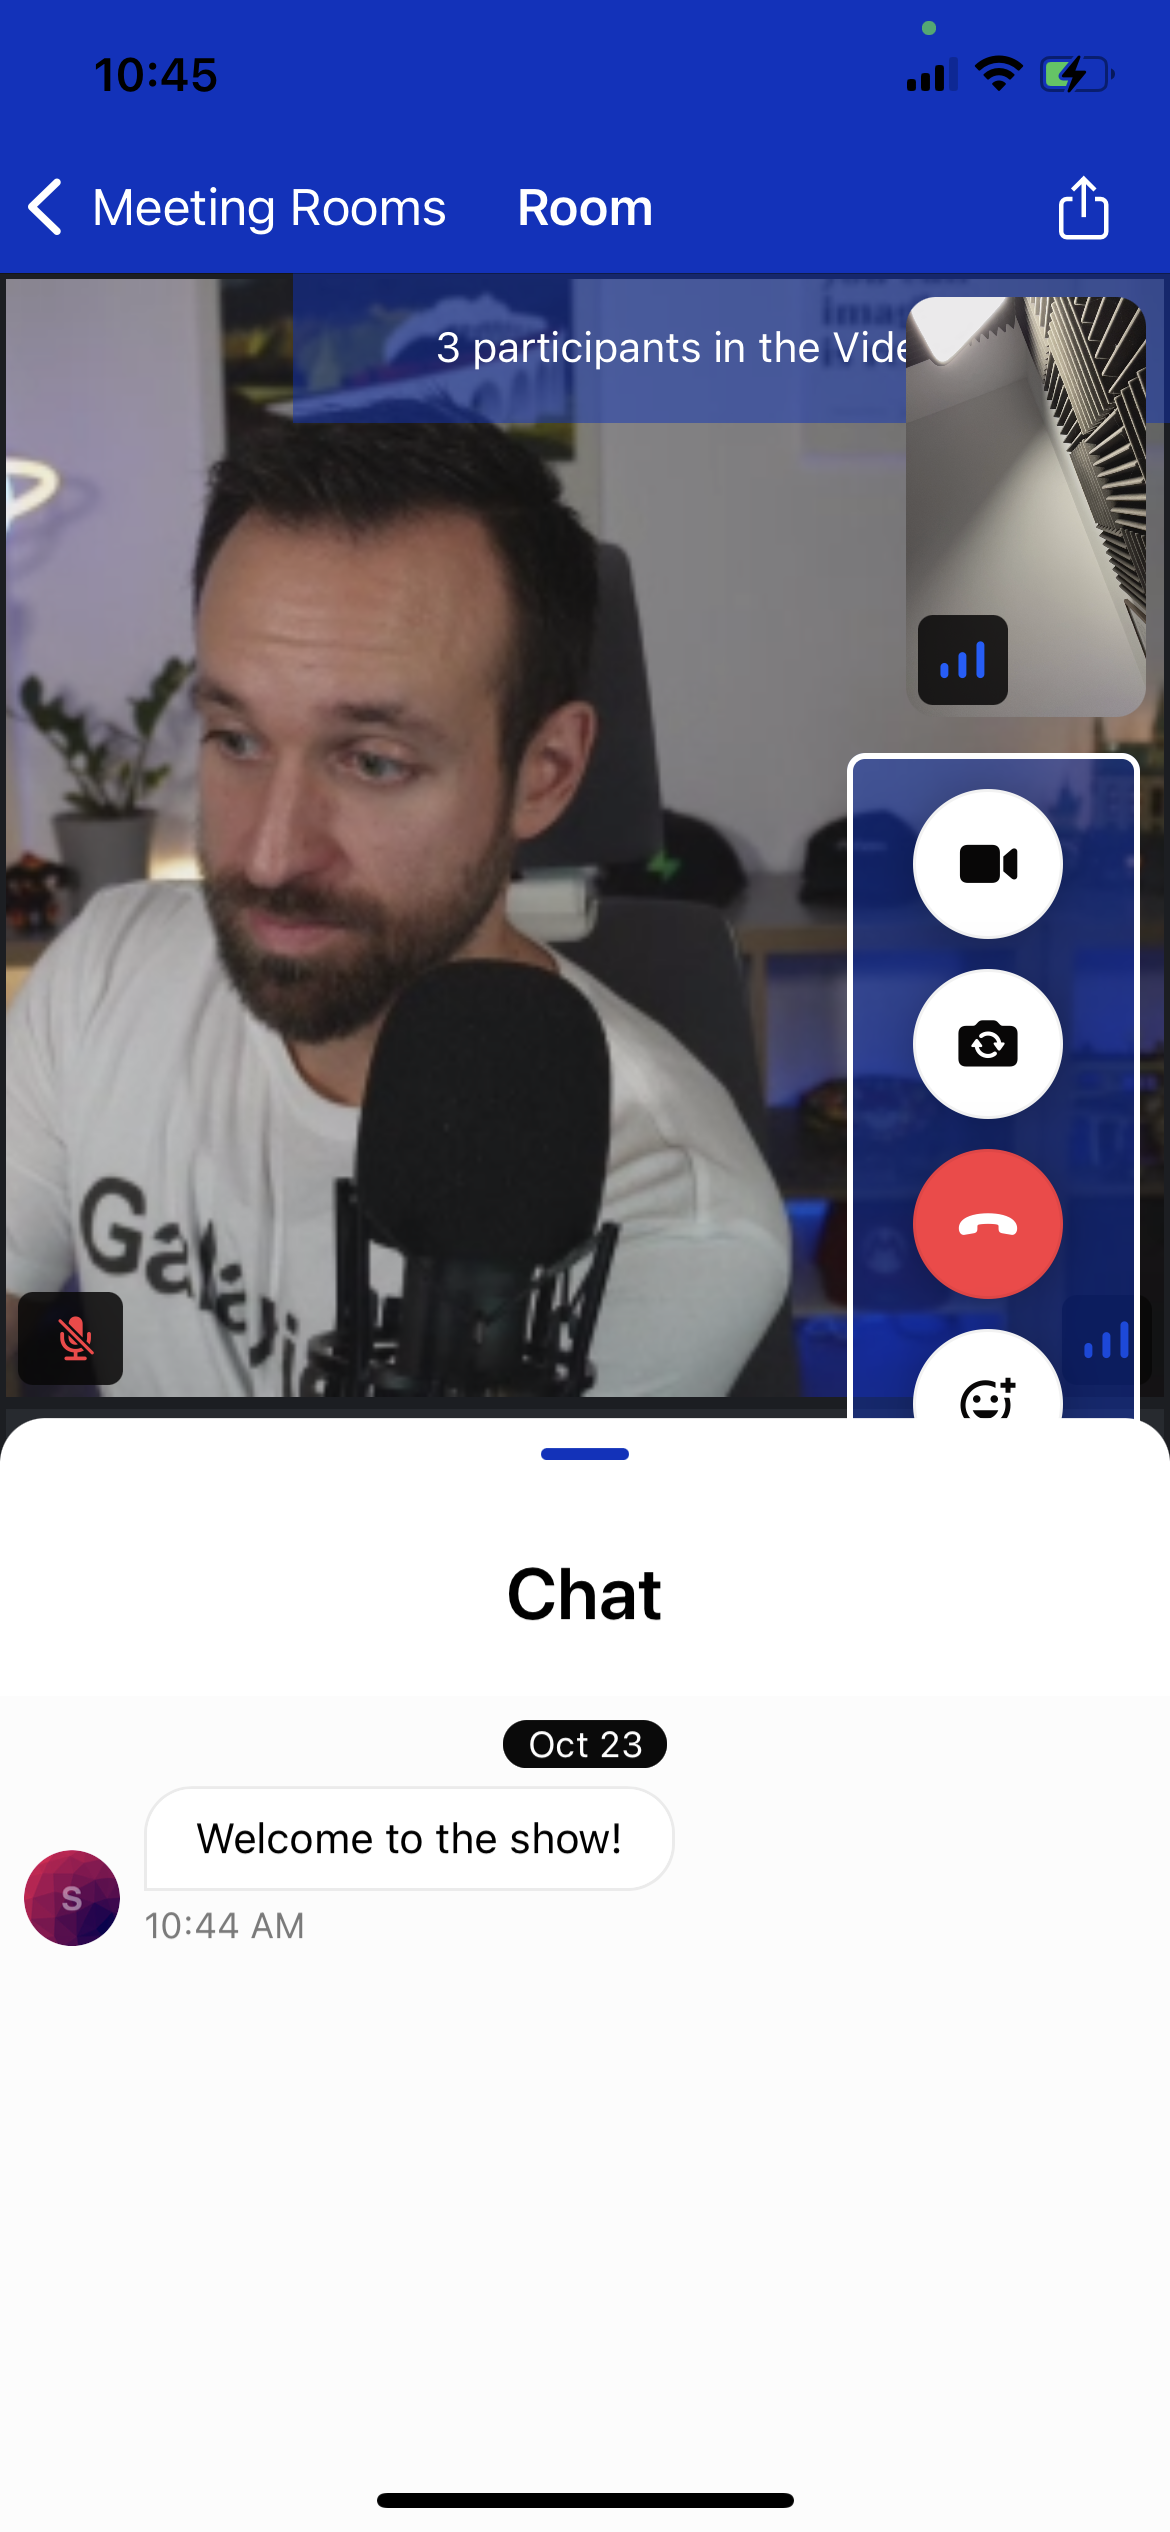 10:45
Meeting Rooms
Room
3 participants in the Vide
S
Chat
Oct 23
Welcome to the show!
10:44 AM